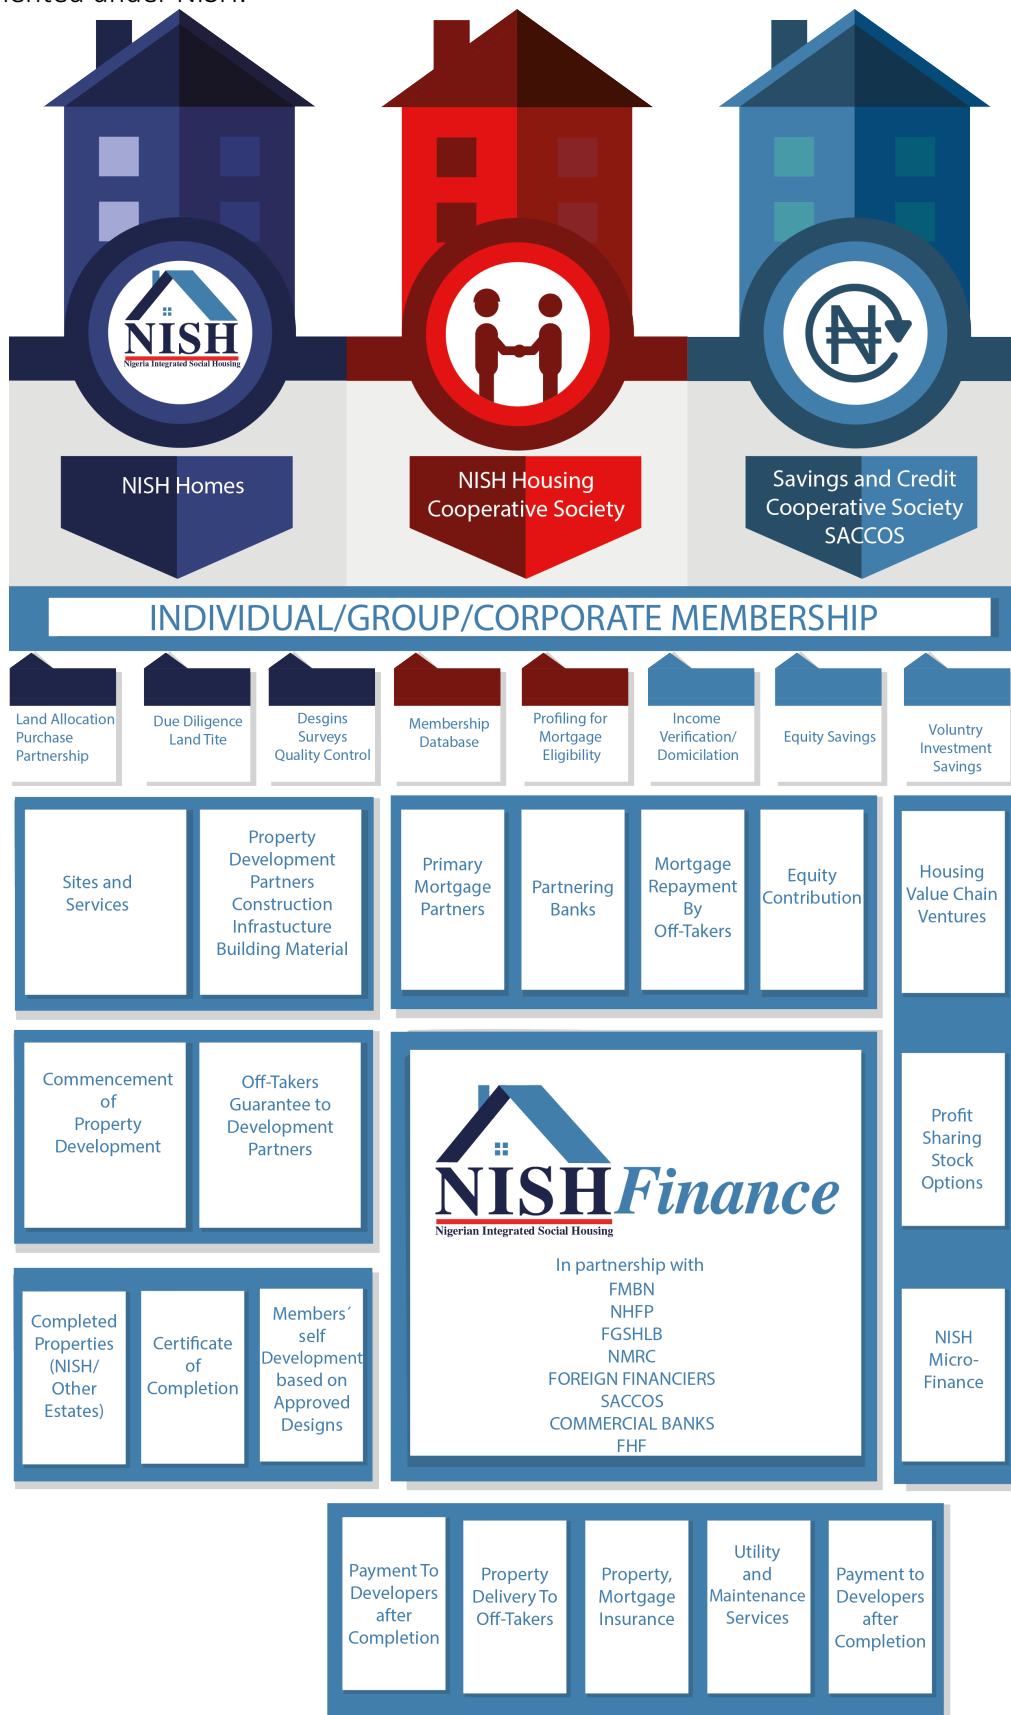 NISH
Nigeria Integrated Social Housing
NISH Homes
NISH Housing
Cooperative Society
Savings and Credit
Cooperative Society
SACCOS
INDIVIDUAL/GROUP/CORPORATE MEMBERSHIP
Land Allocation
Purchase
Partnership
Due Diligence
Land Tite
Desgins
Surveys
Quality Control
Membership
Database
Profiling for
Mortgage
Eligibility
Income
Verification/
Domicilation
Equity Savings
Voluntry
Investment
Savings
Sites and
Services
Property
Development
Partners
Construction
Infrastucture
Building Material
Primary
Mortgage
Partners
Partnering
Banks
Mortgage
Repayment
By
Off-Takers
Equity
Contribution
Housing
Value Chain
Ventures
Commencement
of
Property
Development
Off-Takers
Guarantee to
Development
Partners
NISH Finance
Nigerian Integrated Social Housing
In partnership with
FMBN
NHFP
FGSHLB
NMRC
FOREIGN FINANCIERS
SACCOS
COMMERCIAL BANKS
FHF
Profit
Sharing
Stock
Options
Completed
Properties
(NISH/
Other
Estates)
Certificate
of
Completion
Members´
self
Development
based on
Approved
Designs
NISH
Micro-
Finance
Payment To
Developers
after
Completion
Property
Delivery To
Off-Takers
Property,
Mortgage
Insurance
Utility
and
Maintenance
Services
Payment to
Developers
after
Completion